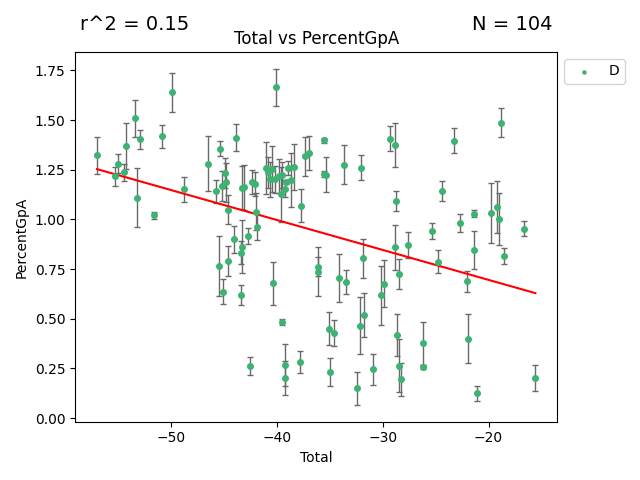 r^2 = 0.15
N = 104
Total vs PercentGpA
D
PercentGpA
1.75
1.50
1.25
1.00
0.75
0.50
0.25
0.00
−50
−40
−30
−20
Total